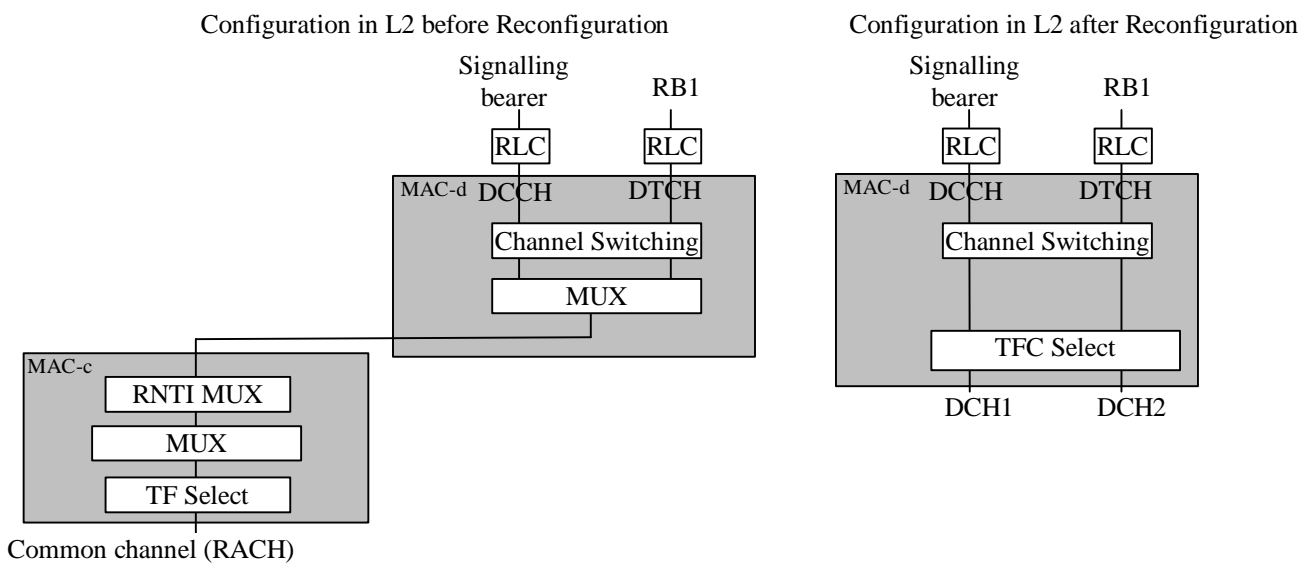 Configuration in L2 before Reconfiguration
Signalling
bearer
RB1
RLC
RLC
MAC-d
DCCH
DTCH
Channel Switching
MUX
MAC-c
RNTI MUX
MUX
TF Select
Common channel (RACH)
Configuration in L2 after Reconfiguration
Signalling
bearer
RB1
RLC
RLC
MAC-d
DCCH
DTCH
Channel Switching
TFC Select
DCH1
DCH2